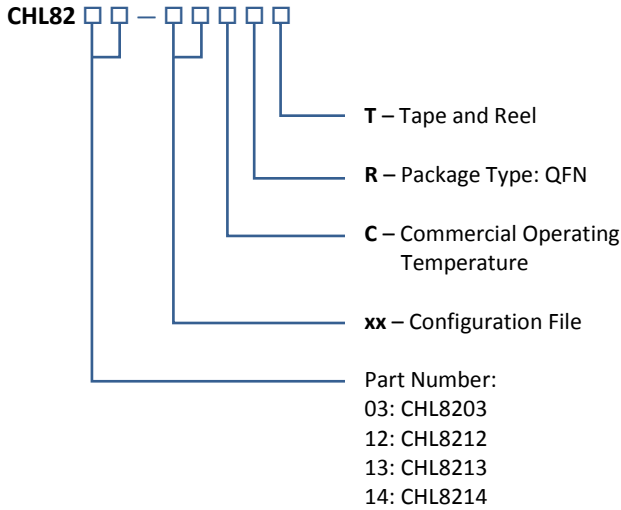 CHL82 □ □ – □ □ □ □ □
T – Tape and Reel
R – Package Type: QFN
C – Commercial Operating
Temperature
xx – Configuration File
Part Number:
03: CHL8203
12: CHL8212
13: CHL8213
14: CHL8214